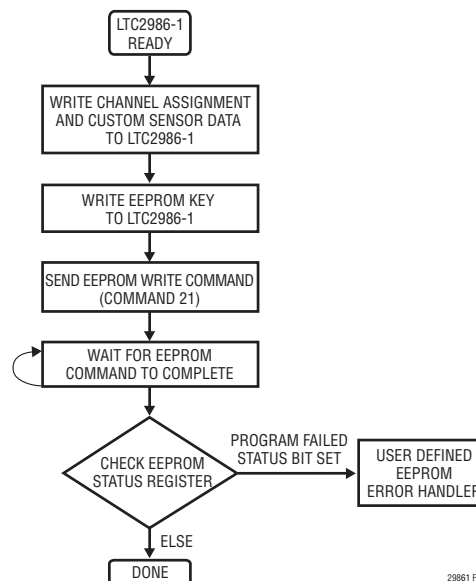 LTC2986-1
READY
WRITE CHANNEL ASSIGNMENT
AND CUSTOM SENSOR DATA
TO LTC2986-1
WRITE EEPROM KEY
TO LTC2986-1
SEND EEPROM WRITE COMMAND
(COMMAND 21)
WAIT FOR EEPROM
COMMAND TO COMPLETE
CHECK EEPROM
STATUS REGISTER
PROGRAM FAILED
STATUS BIT SET
USER DEFINED
EEPROM
ERROR HANDLER
ELSE
DONE
29861 F